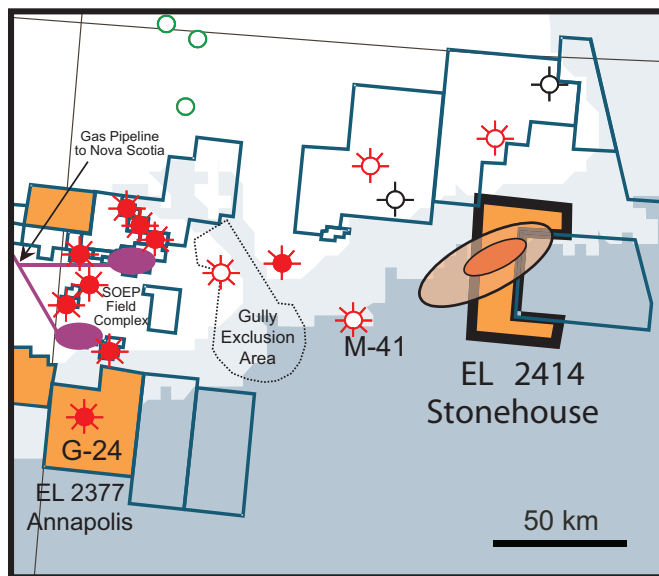 Gas Pipeline
to Nova Scotia
SOEP
Field
Complex
Gully
Exclusion
Area
M-41
EL 2414
Stonehouse
G-24
EL 2377
Annapolis
50 km